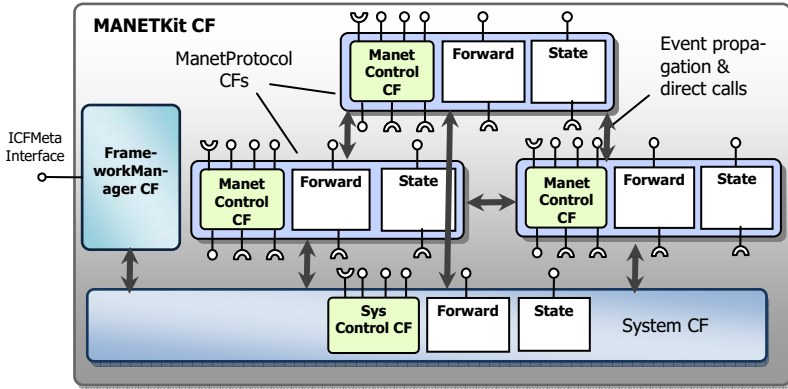 MANETKit CF
ManetProtocol
CFs
Manet
Control
CF
Forward
State
Event propa-
gation &
direct calls
ICFMeta
Interface
Frame-
workMan-
ager CF
Manet
Control
CF
Forward
State
Manet
Control
CF
Forward
State
Sys
Control CF
Forward
State
System CF